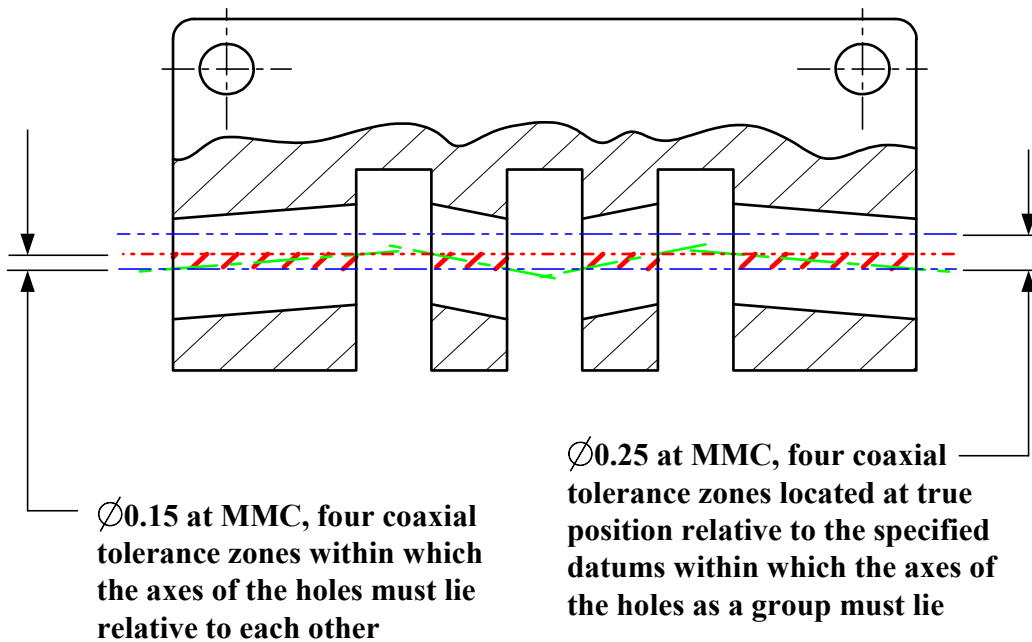 ∅0.15 at MMC, four coaxial
tolerance zones within which
the axes of the holes must lie
relative to each other
∅0.25 at MMC, four coaxial
tolerance zones located at true
position relative to the specified
datums within which the axes of
the holes as a group must lie